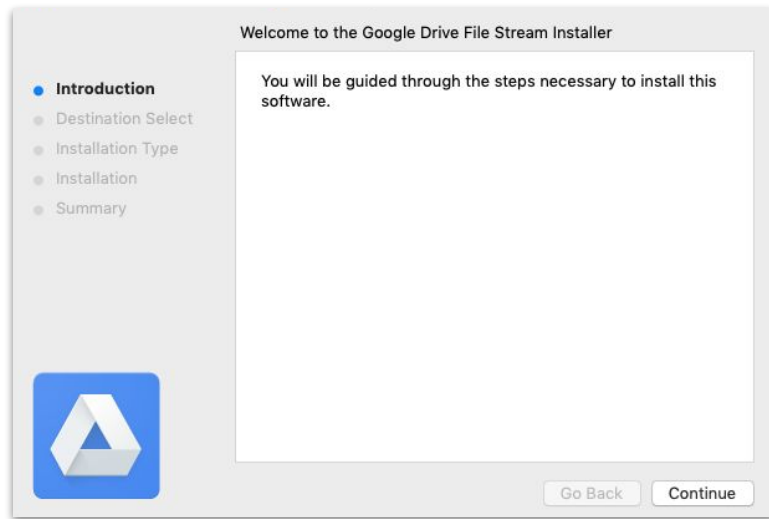 Welcome to the Google Drive File Stream Installer
Introduction
Destination Select
Installation Type
Installation
Summary
You will be guided through the steps necessary to install this
software.
Go Back
Continue